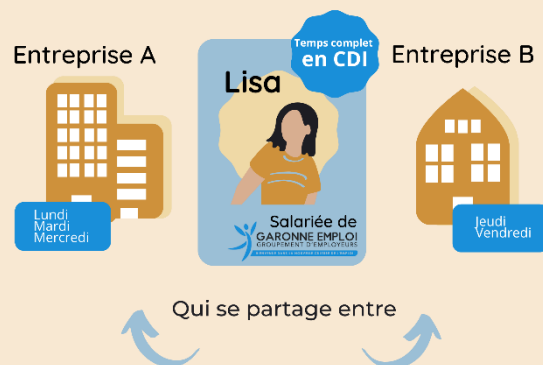 Entreprise A
Temps complet
en CDI
Entreprise B
Lisa
Lundi
Mardi
Mercredi
Jeudi
Vendredi
Salariée de
GARONNE EMPLOI
GROUPEMENT D'EMPLOYEURS
Qui se partage entre